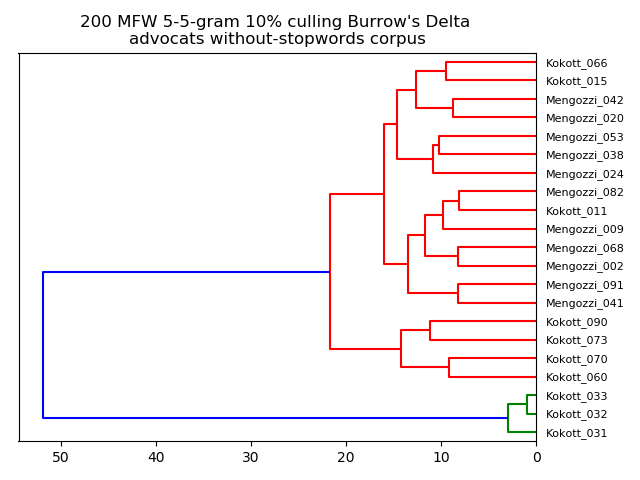 200 MFW 5-5-gram 10% culling Burrow's Delta
advocats without-stopwords corpus
Kokott_066
Kokott_015
Mengozzi_042
Mengozzi_020
Mengozzi_053
Mengozzi_038
Mengozzi_024
Mengozzi_082
Kokott_011
Mengozzi_009
Mengozzi_068
Mengozzi_002
Mengozzi_091
Mengozzi_041
Kokott_090
Kokott_073
Kokott_070
Kokott_060
Kokott_033
Kokott_032
Kokott_031
50 40 30 20 10 0